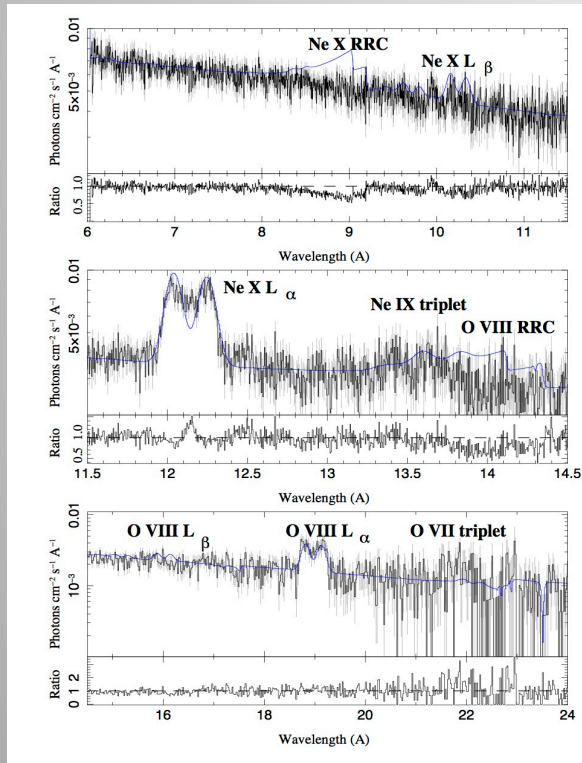 0.01
Ne X RRC
Ne X L β
5×10⁻³
Photons cm⁻² s⁻¹ A⁻¹
1.0
0.5
Ratio
6 7 8 9 10 11
Wavelength (A)
0.01
Ne X L α
Ne IX triplet
O VIII RRC
5×10⁻³
Photons cm⁻² s⁻¹ A⁻¹
1.0
0.5
Ratio
11.5 12 12.5 13 13.5 14 14.5
Wavelength (A)
0.01
O VIII L β O VIII L α O VII triplet
10⁻³
Photons cm⁻² s⁻¹ A⁻¹
0 1 2
Ratio
16 18 20 22 24
Wavelength (A)